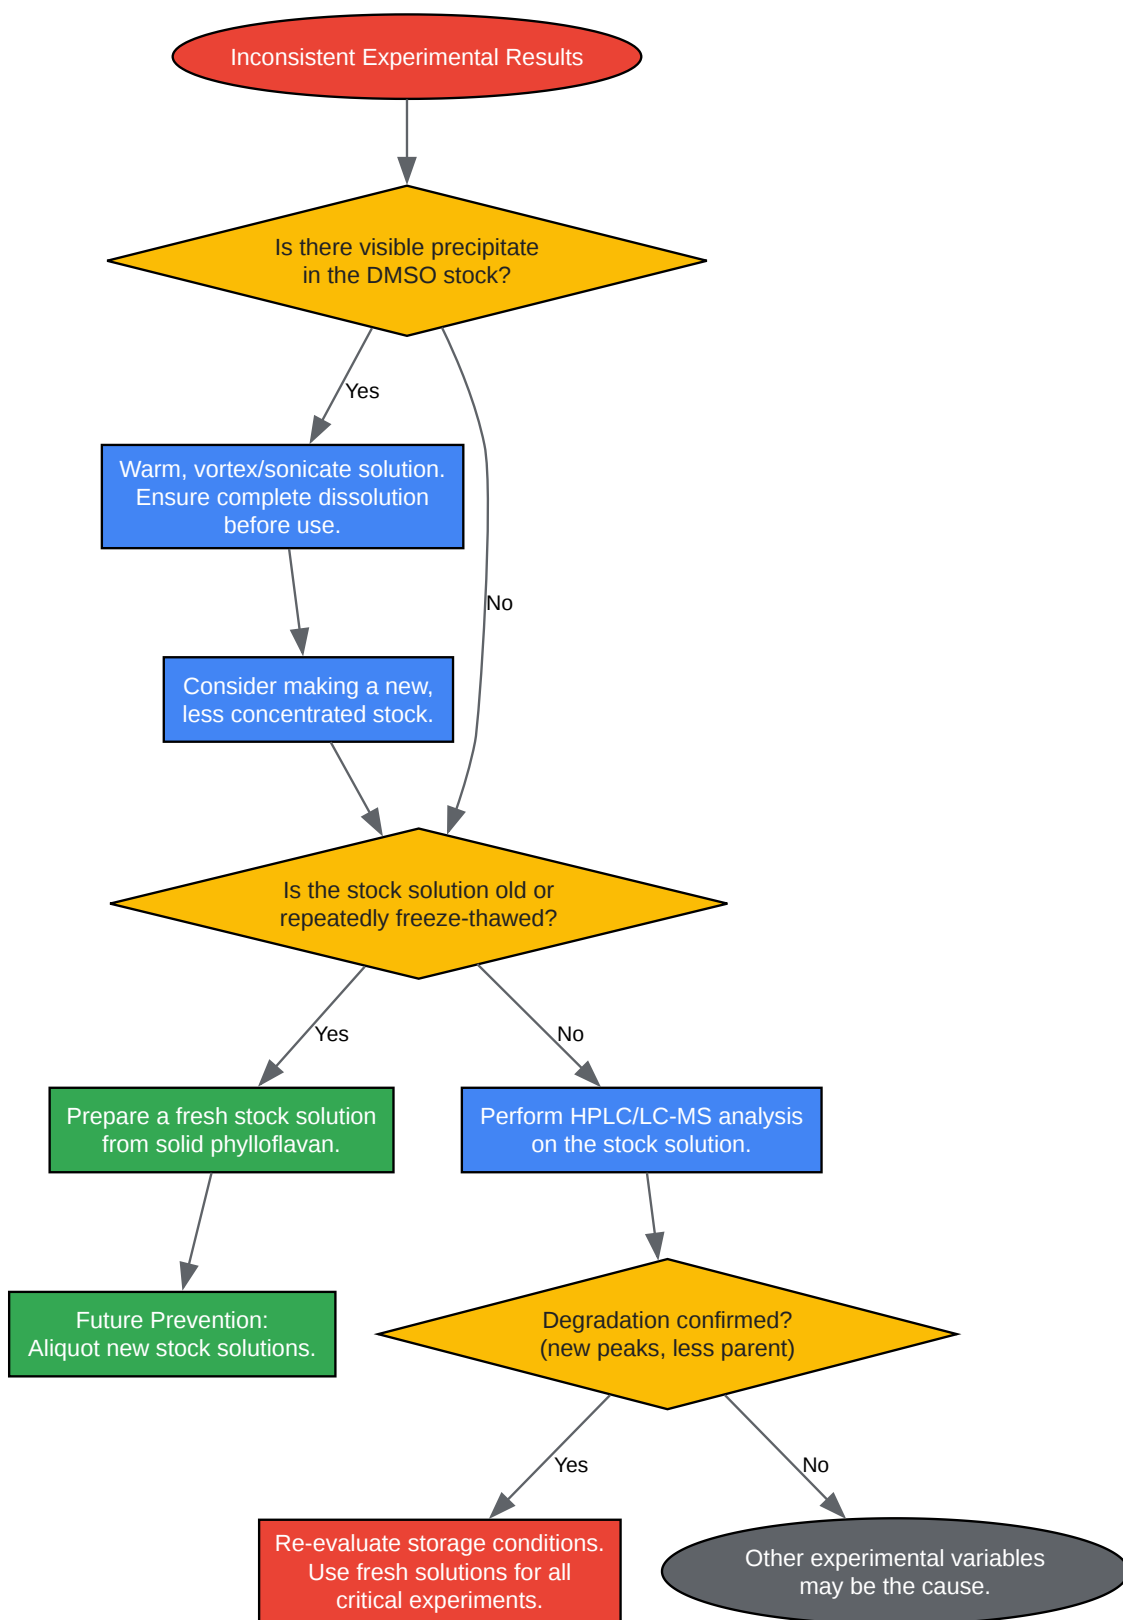 Inconsistent Experimental Results
Is there visible precipitate
in the DMSO stock?
Yes
Warm, vortex/sonicate solution.
Ensure complete dissolution
before use.
No
Consider making a new,
less concentrated stock.
Is the stock solution old or
repeatedly freeze-thawed?
Yes
No
Prepare a fresh stock solution
from solid phylloflavan.
Perform HPLC/LC-MS analysis
on the stock solution.
Future Prevention:
Aliquot new stock solutions.
Degradation confirmed?
(new peaks, less parent)
Yes
No
Re-evaluate storage conditions.
Use fresh solutions for all
critical experiments.
Other experimental variables
may be the cause.